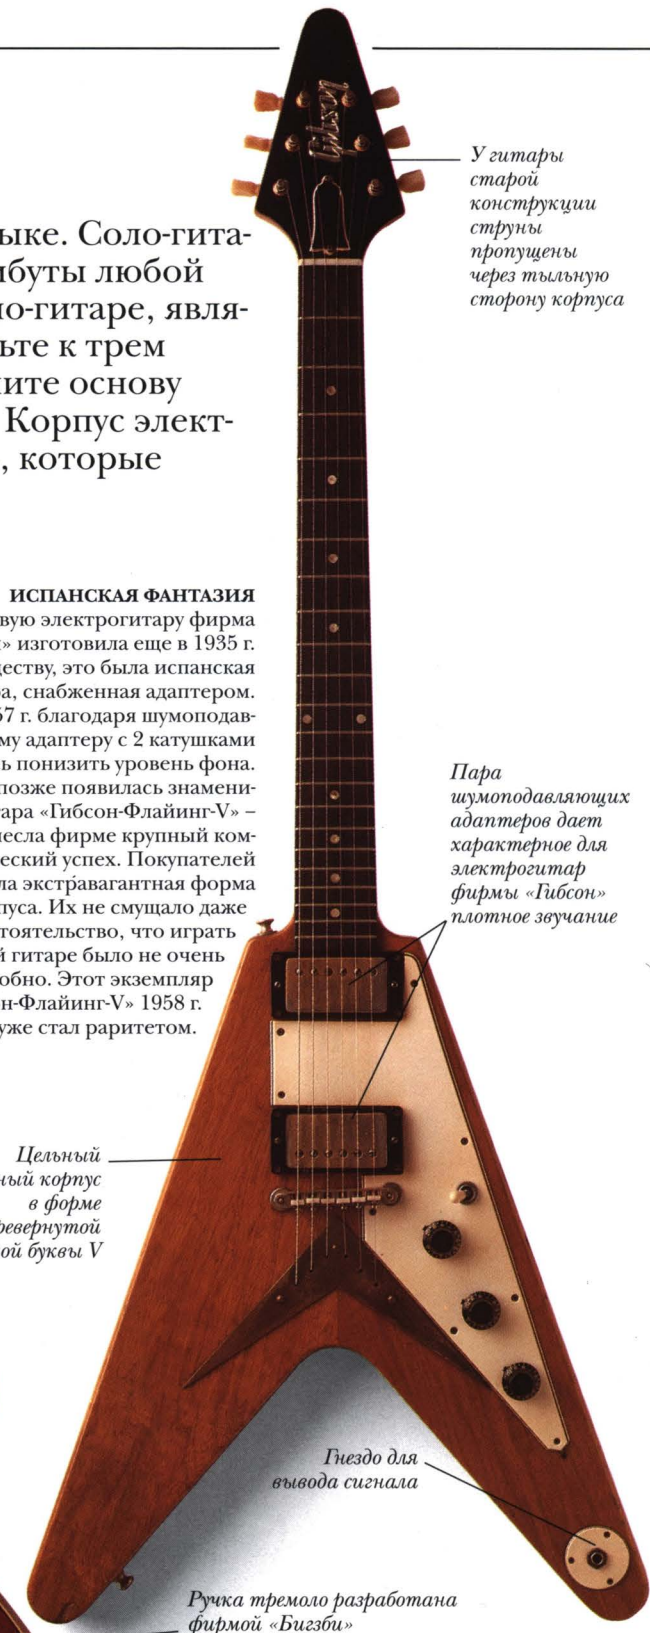 Gibson
У гитары
старой
конструкции
струны
пропущены
через тыльную
сторону корпуса
ыке. Соло-гита-
ибуты любой
ло-гитаре, явля-
ьте к трем
ите основу
Корпус элект-
, которые
ИСПАНСКАЯ ФАНТАЗИЯ
вую электрогитару фирма
» изготовила еще в 1935 г.
еству, это была испанская
а, снабженная адаптером.
57 г. благодаря шумоподав-
му адаптеру с 2 катушками
ь понизить уровень фона.
позже появилась знамени-
тара «Гибсон-Флайинг-V» –
несла фирме крупный ком-
еский успех. Покупателей
ла экстравагантная форма
пуса. Их не смущало даже
тоятельство, что играть
й гитаре было не очень
обно. Этот экземпляр
н-Флайинг-V» 1958 г.
уже стал раритетом.
Пара
шумоподавляющих
адаптеров дает
характерное для
электрогитар
фирмы «Гибсон»
плотное звучание
Цельный
ный корпус
в форме
ревернутой
ой буквы V
Гнездо для
вывода сигнала
Ручка тремоло разработана
фирмой «Бигзби»